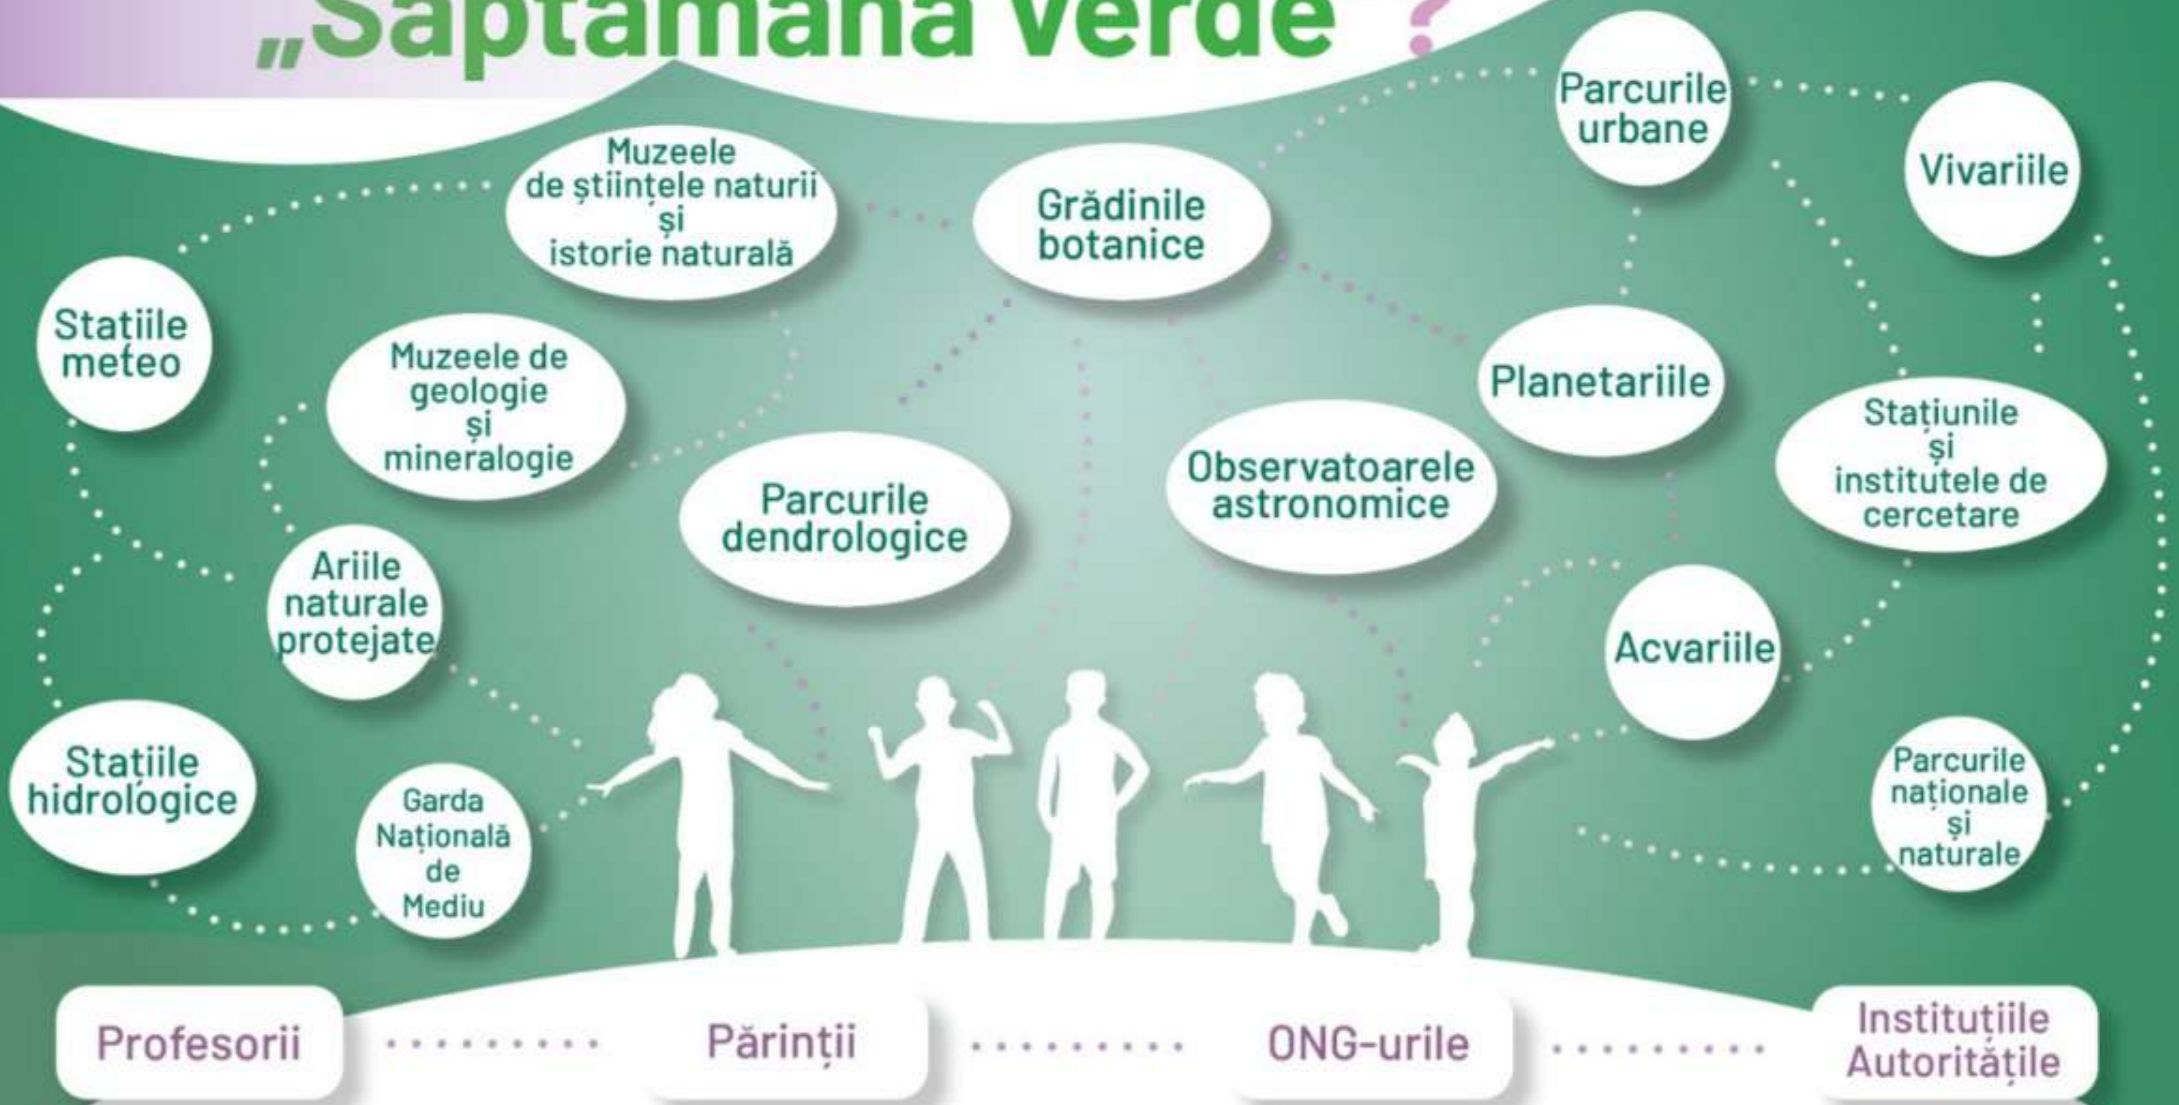 „Săptămâna Verde”?
Parcurile
urbane
Vivariile
Muzeele
de științele naturii
și
istorie naturală
Grădinile
botanice
Stațiile
meteo
Muzeele de
geologie
și
mineralogie
Planetariile
Stațiunile
și
institutele de
cercetare
Observatoarele
astronomice
Parcurile
dendrologice
Ariile
naturale
protejate
Acvariile
Stațiile
hidrologice
Garda
Națională
de
Mediu
Parcurile
naționale
și
naturale
Profesorii
Părinții
ONG-urile
Instituțiile
Autoritățile